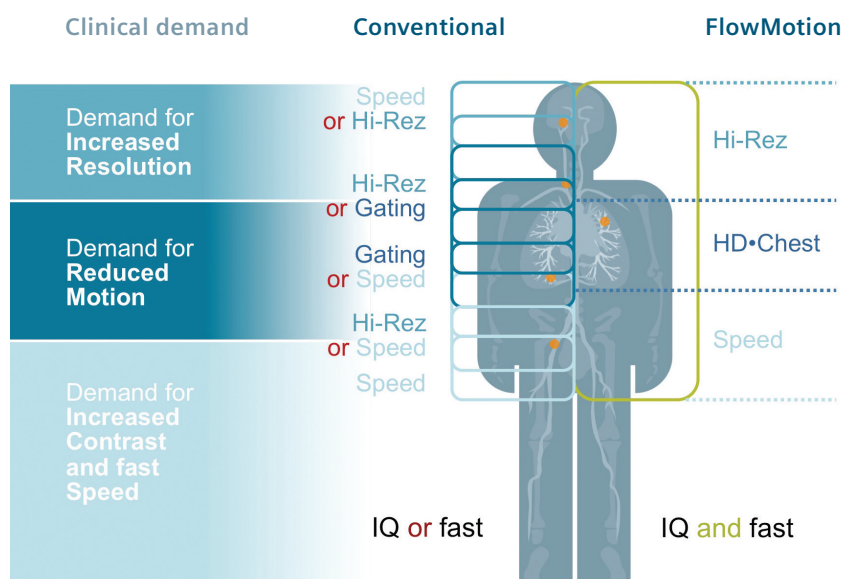 Clinical demand
Conventional
FlowMotion
Demand for
Increased
Resolution
Demand for
Reduced
Motion
Demand for
Increased
Contrast
and fast
Speed
Speed
or Hi-Rez
Hi-Rez
or Gating
Gating
or Speed
Hi-Rez
or Speed
Speed
Hi-Rez
HD•Chest
Speed
IQ or fast
IQ and fast